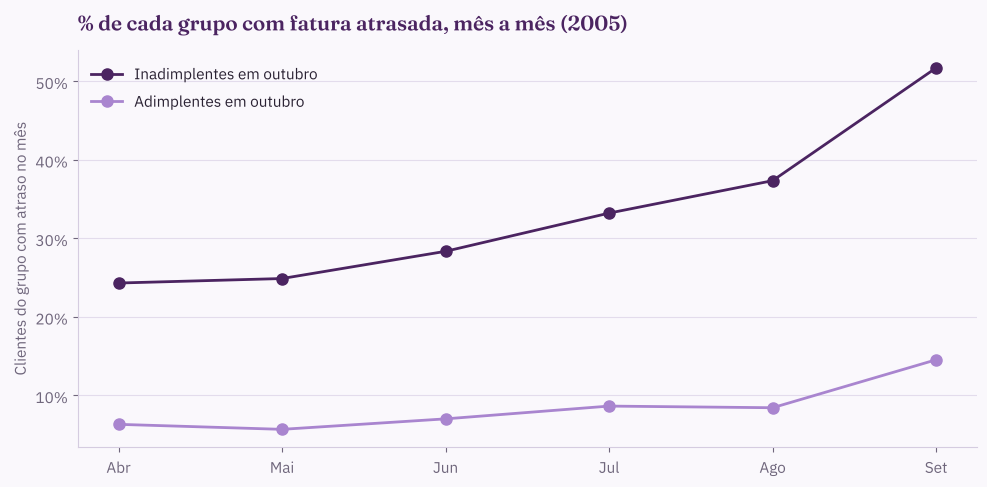 % de cada grupo com fatura atrasada, mês a mês (2005)
Inadimplentes em outubro
Adimplentes em outubro
Clientes do grupo com atraso no mês
50%
40%
30%
20%
10%
Abr Mai Jun Jul Ago Set